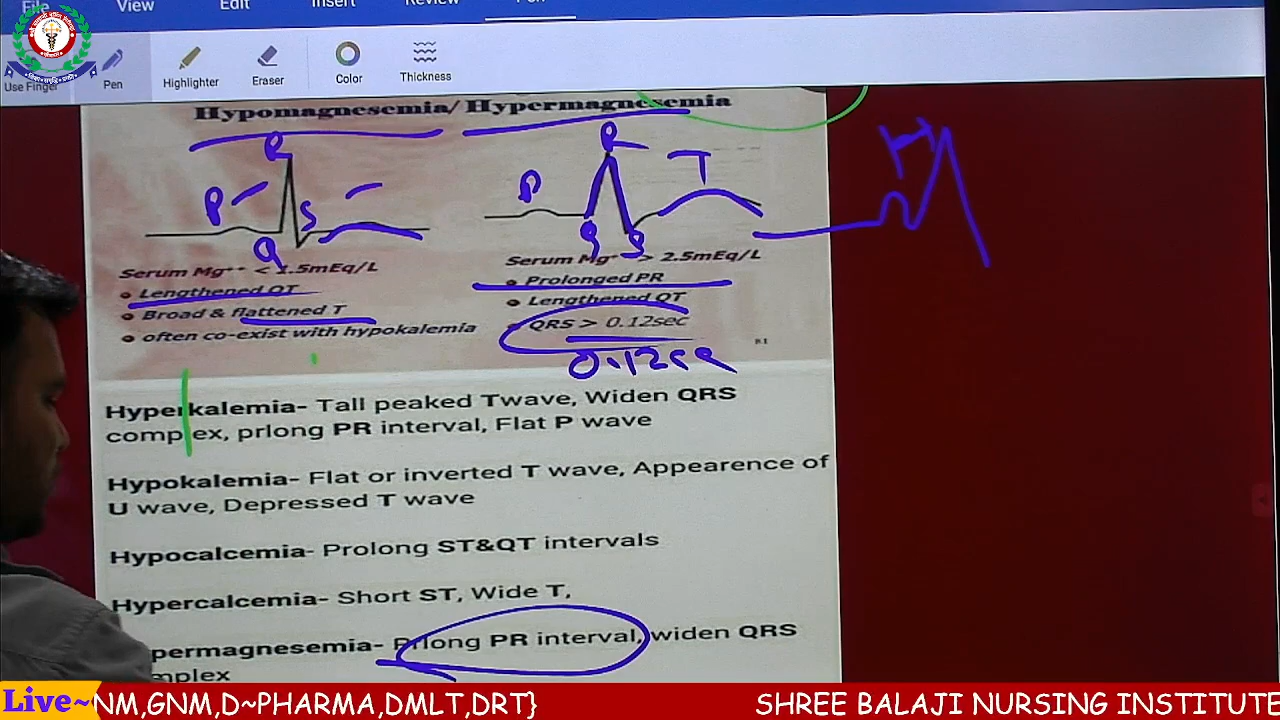 File View Edit Insert Review Pen
Use Finger Pen Highlighter Eraser Color Thickness
Hypomagnesemia/ Hypermagnesemia
R R
P P T
S
Q
Serum Mg++ < 1.5mEq/L
• Lengthened QT
• Broad & flattened T
• often co-exist with hypokalemia
> 2.5mEq/L
• Prolonged PR
• Lengthened QT
QRS > 0.12sec
Hyperkalemia- Tall peaked Twave, Widen QRS
complex, prlong PR interval, Flat P wave
Hypokalemia- Flat or inverted T wave, Appearence of
U wave, Depressed T wave
Hypocalcemia- Prolong ST&QT intervals
Hypercalcemia- Short ST, Wide T,
permagnesemia- Prlong PR interval, widen QRS
mplex
Live~ NM,GNM,D~PHARMA,DMLT,DRT} SHREE BALAJI NURSING INSTITUTE